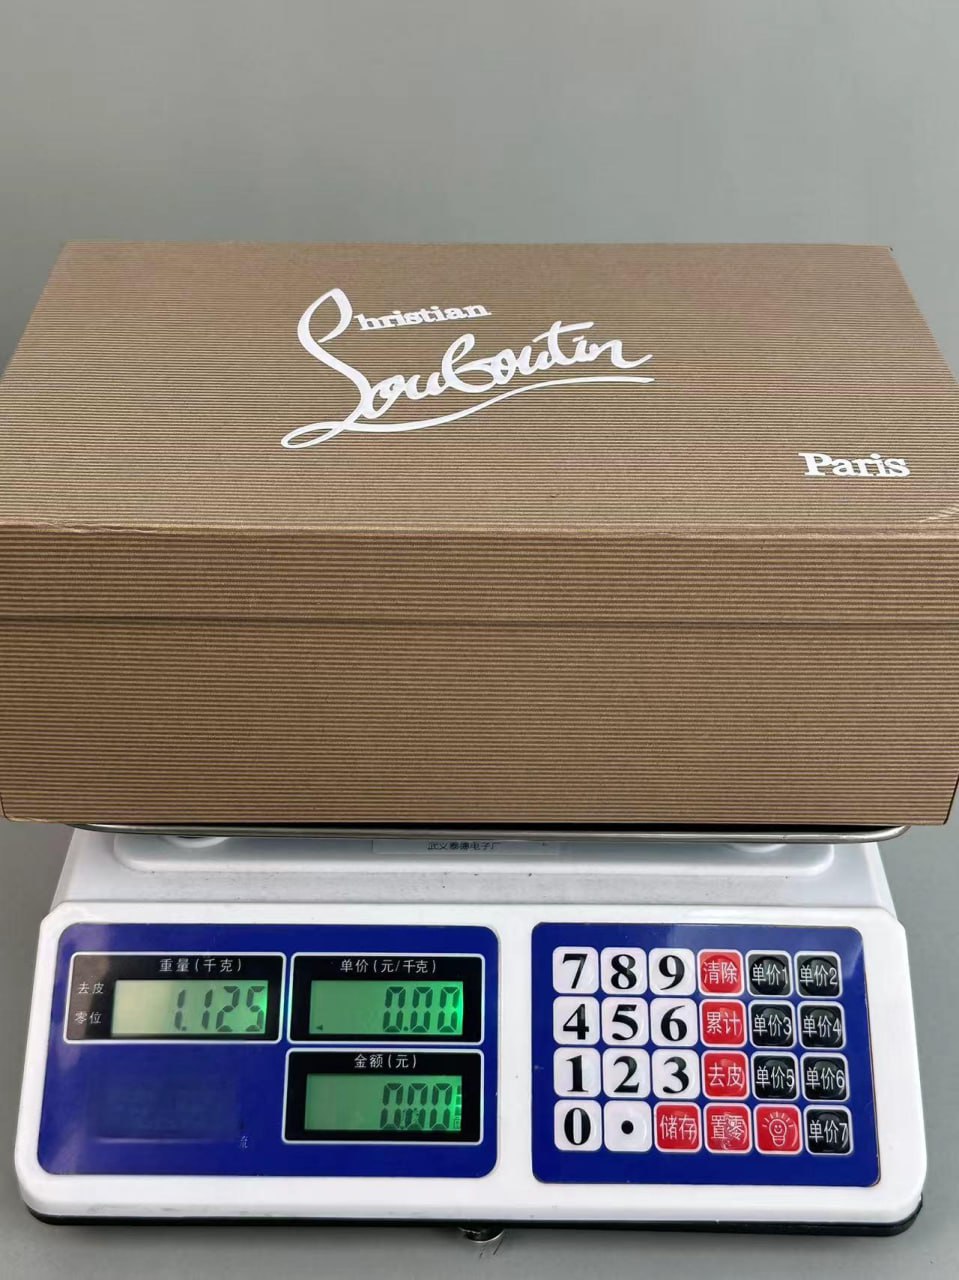 Christian
Louboutin
Paris
武义泰德电子厂
重量(千克)
单价(元/千克)
去皮
零位
1.125
0.00
金额(元)
0.00
7 8 9 清除 单价1 单价2
4 5 6 累计 单价3 单价4
1 2 3 去皮 单价5 单价6
0 . 储存 置零 单价7